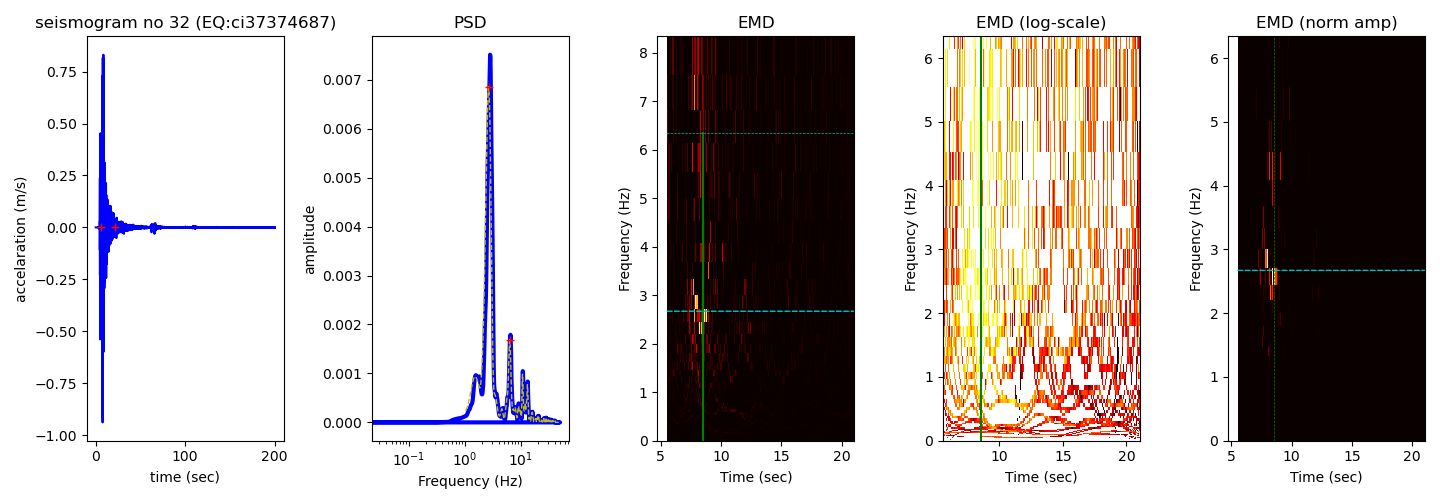 seismogram no 32 (EQ:ci37374687)
PSD
EMD
EMD (log-scale)
EMD (norm amp)
accelaration (m/s)
0.75
0.50
0.25
0.00
−0.25
−0.50
−0.75
−1.00
0 100 200
time (sec)
amplitude
0.007
0.006
0.005
0.004
0.003
0.002
0.001
0.000
10⁻¹ 10⁰ 10¹
Frequency (Hz)
Frequency (Hz)
8
7
6
5
4
3
2
1
0
5 10 15 20
Time (sec)
Frequency (Hz)
6
5
4
3
2
1
0
10 15 20
Time (sec)
Frequency (Hz)
6
5
4
3
2
1
0
5 10 15 20
Time (sec)